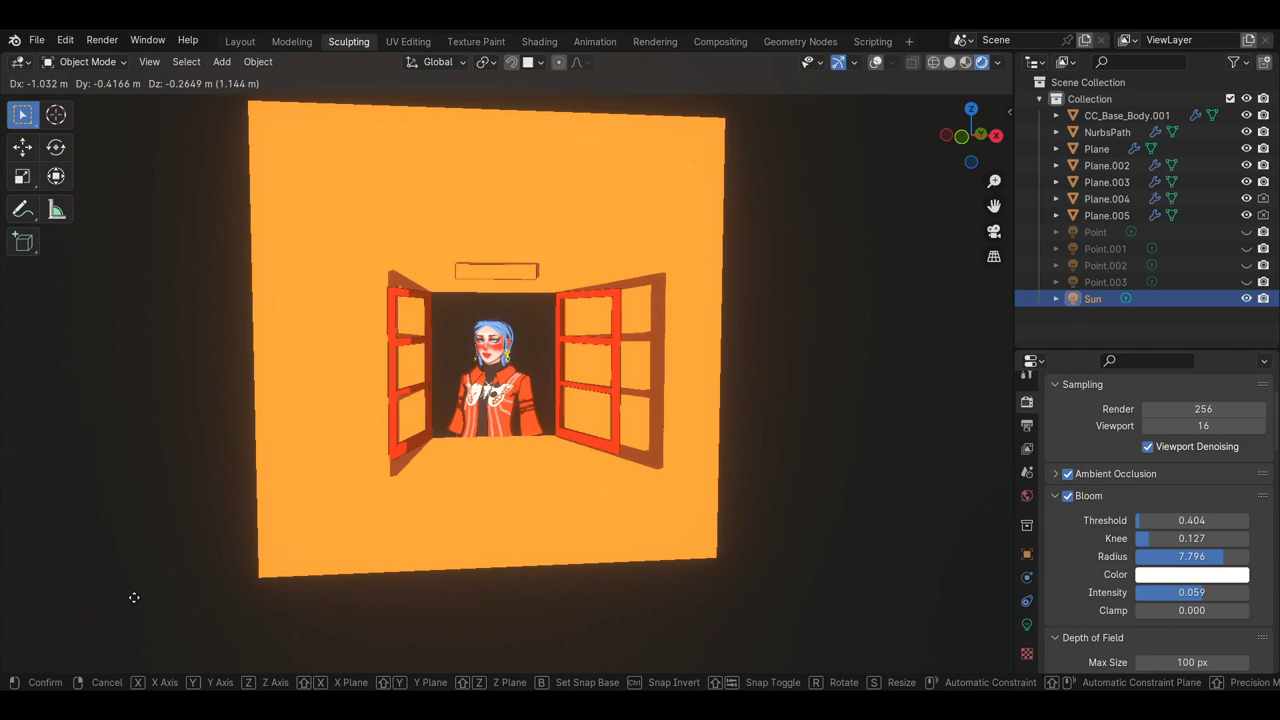 File Edit Render Window Help Layout Modeling Sculpting UV Editing Texture Paint Shading Animation Rendering Compositing Geometry Nodes Scripting + Scene ViewLayer
Object Mode View Select Add Object Global
Dx: -1.032 m Dy: -0.4166 m Dz: -0.2649 m (1.144 m)
Scene Collection
Collection
CC_Base_Body.001
NurbsPath
Plane
Plane.002
Plane.003
Plane.004
Plane.005
Point
Point.001
Point.002
Point.003
Sun
Z
Y
X
Sampling
Render 256
Viewport 16
Viewport Denoising
Ambient Occlusion
Bloom
Threshold 0.404
Knee 0.127
Radius 7.796
Color
Intensity 0.059
Clamp 0.000
Depth of Field
Max Size 100 px
Confirm Cancel X X Axis Y Y Axis Z Z Axis X X Plane Y Y Plane Z Z Plane B Set Snap Base Ctrl Snap Invert Snap Toggle R Rotate S Resize Automatic Constraint Automatic Constraint Plane Precision M